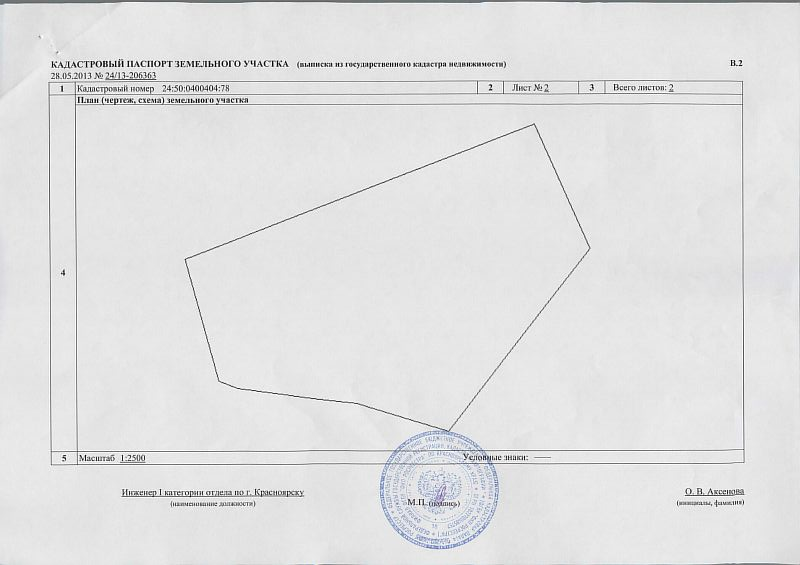 КАДАСТРОВЫЙ ПАСПОРТ ЗЕМЕЛЬНОГО УЧАСТКА (выписка из государственного кадастра недвижимости) В.2
28.05.2013 № 24/13-206363
1 Кадастровый номер 24:50:0400404:78 2 Лист № 2 3 Всего листов: 2
План (чертеж, схема) земельного участка
4
5 Масштаб 1:2500 Условные знаки:
Инженер I категории отдела по г. Красноярску О. В. Аксенова
(наименование должности) М.П. (подпись) (инициалы, фамилия)